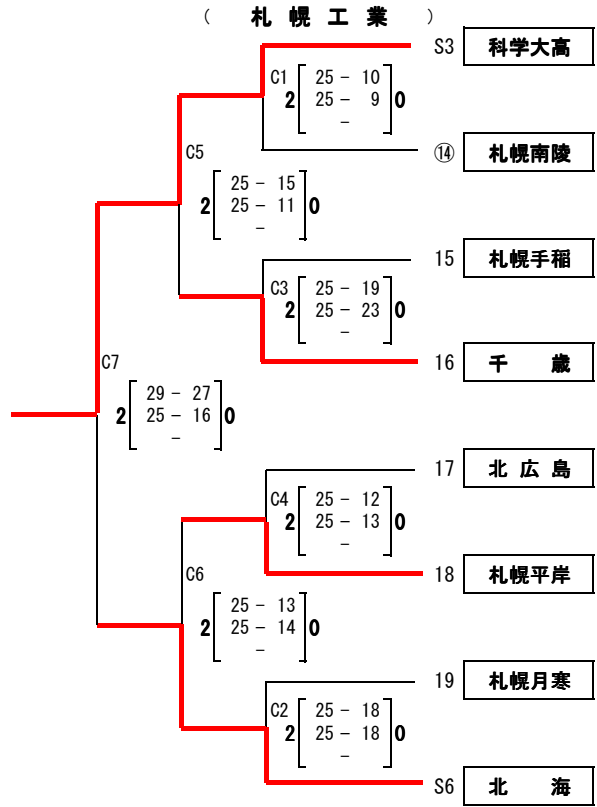 （ 札 幌 工 業 ）
S3 科学大高
C1
2 25 － 10 0
25 － 9
－
⑭ 札幌南陵
C5
2 25 － 15 0
25 － 11
－
15 札幌手稲
C3
2 25 － 19 0
25 － 23
－
16 千 歳
C7
2 29 － 27 0
25 － 16
－
17 北 広 島
C4
2 25 － 12 0
25 － 13
－
18 札幌平岸
C6
2 25 － 13 0
25 － 14
－
19 札幌月寒
C2
2 25 － 18 0
25 － 18
－
S6 北 海